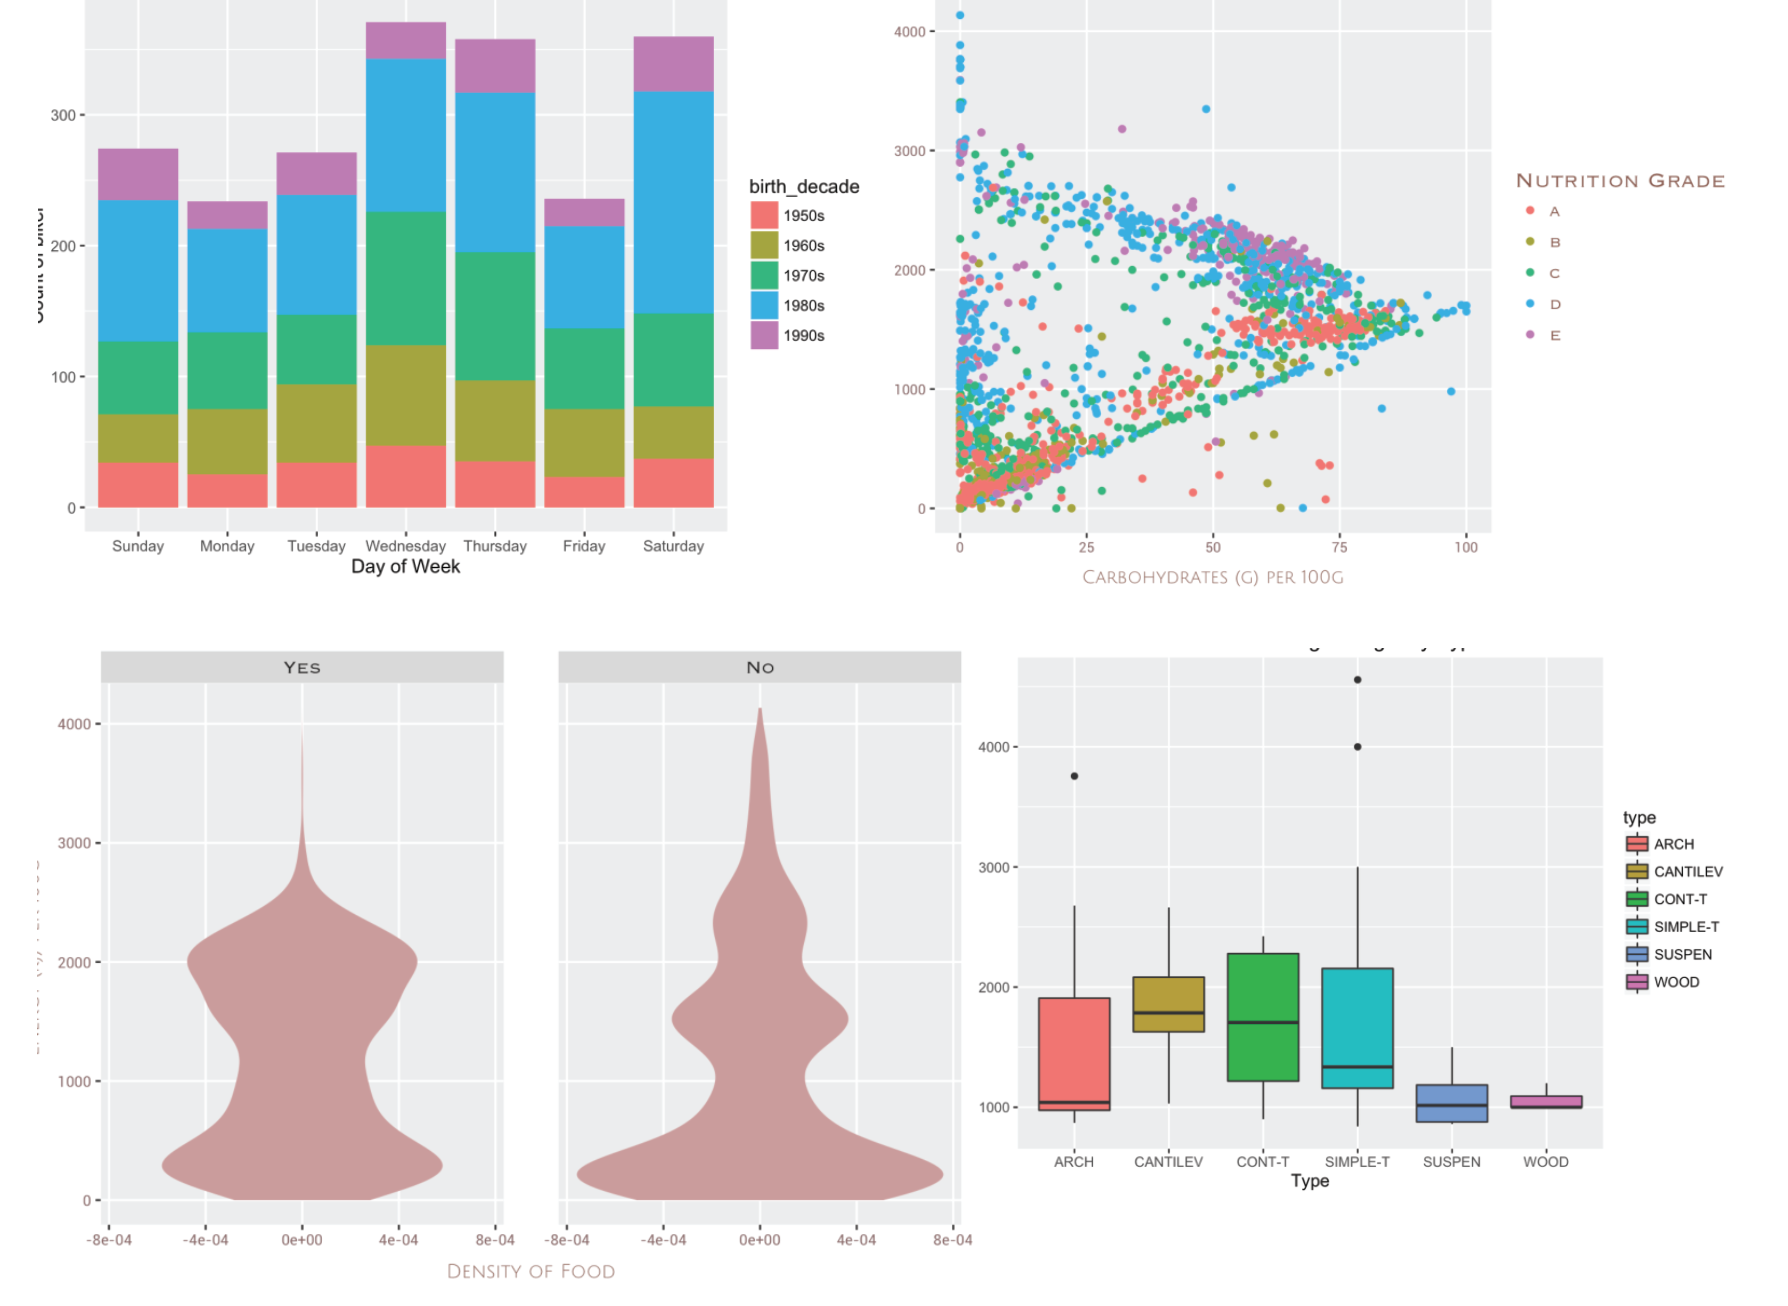 300
200
100
0
Sunday Monday Tuesday Wednesday Thursday Friday Saturday
Day of Week
birth_decade
1950s
1960s
1970s
1980s
1990s
4000
3000
2000
1000
0
0 25 50 75 100
Carbohydrates (g) per 100g
Nutrition Grade
A
B
C
D
E
Yes No
4000
3000
2000
1000
0
-8e-04 -4e-04 0e+00 4e-04 8e-04 -8e-04 -4e-04 0e+00 4e-04 8e-04
Density of Food
4000
3000
2000
1000
ARCH CANTILEV CONT-T SIMPLE-T SUSPEN WOOD
Type
type
ARCH
CANTILEV
CONT-T
SIMPLE-T
SUSPEN
WOOD